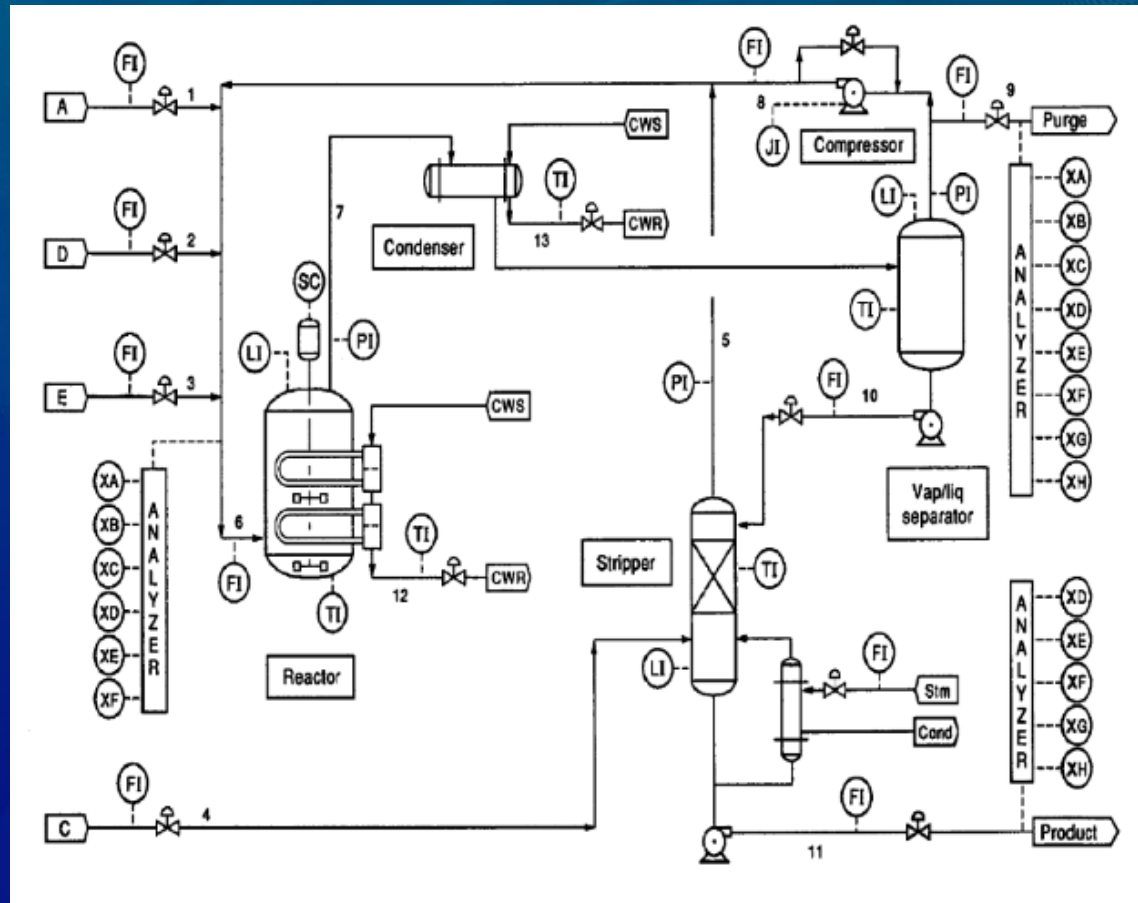 FI
1
A
FI
2
D
FI
3
E
7
CWS
TI
CWR
13
Condenser
SC
LI
PI
CWS
TI
CWR
12
6
FI
TI
Reactor
XA
XB
XC
XD
XE
XF
ANALYZER
FI
8
JI
Compressor
FI
9
Purge
LI
PI
TI
FI
10
Vap/liq
separator
ANALYZER
XA
XB
XC
XD
XE
XF
XG
XH
5
PI
Stripper
TI
LI
FI
Stm
Cond
FI
4
C
FI
11
ANALYZER
XD
XE
XF
XG
XH
Product